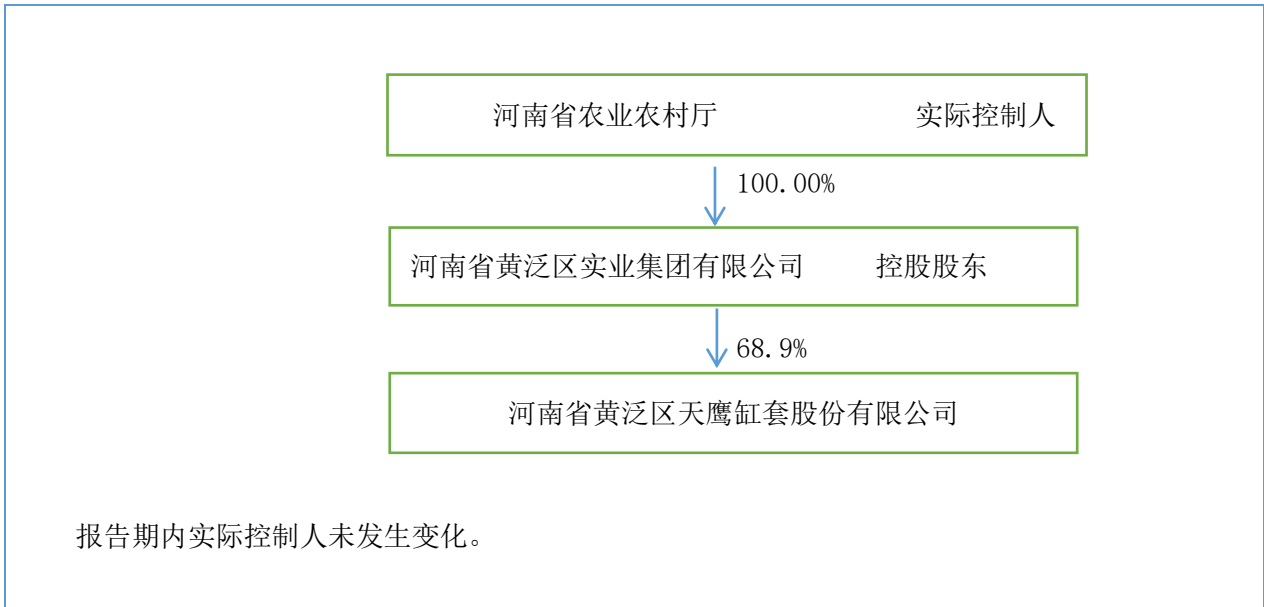 河南省农业农村厅 实际控制人
100.00%
河南省黄泛区实业集团有限公司 控股股东
68.9%
河南省黄泛区天鹰缸套股份有限公司
报告期内实际控制人未发生变化。